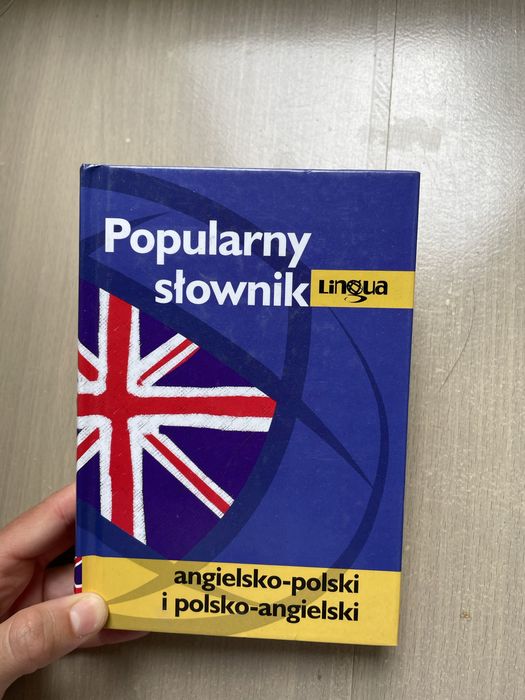 Popularny
słownik
Lingua
angielsko-polski
i polsko-angielski